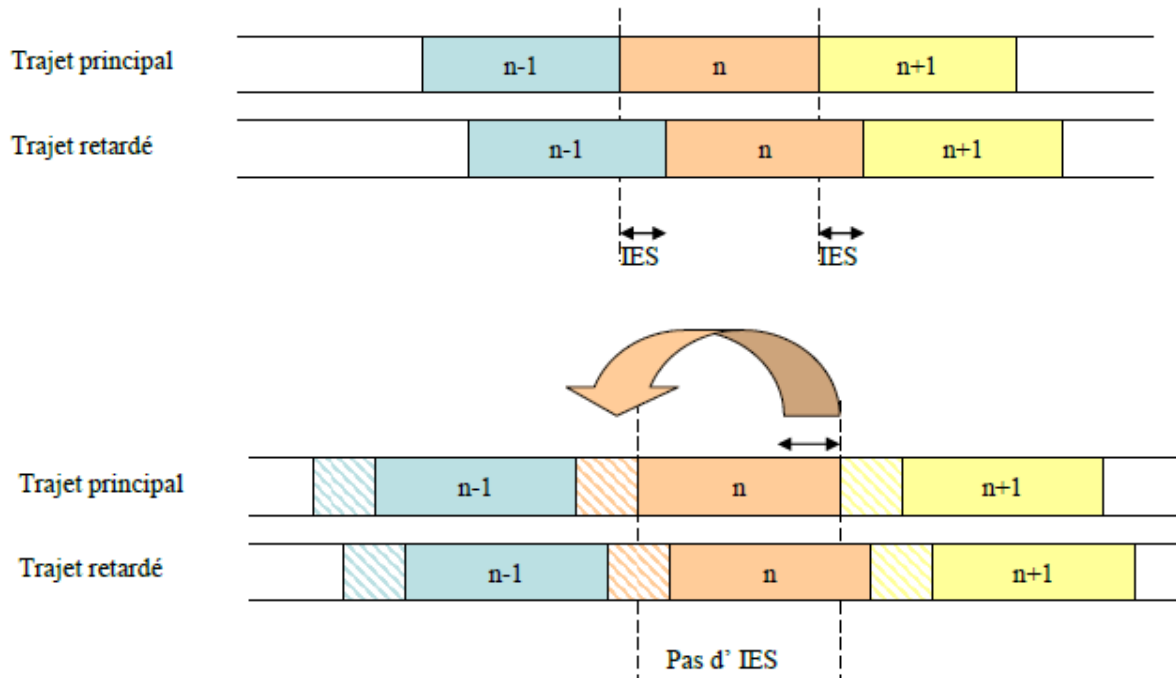 Trajet principal
n-1 n n+1
Trajet retardé
n-1 n n+1
IES IES
Trajet principal
n-1 n n+1
Trajet retardé
n-1 n n+1
Pas d’ IES